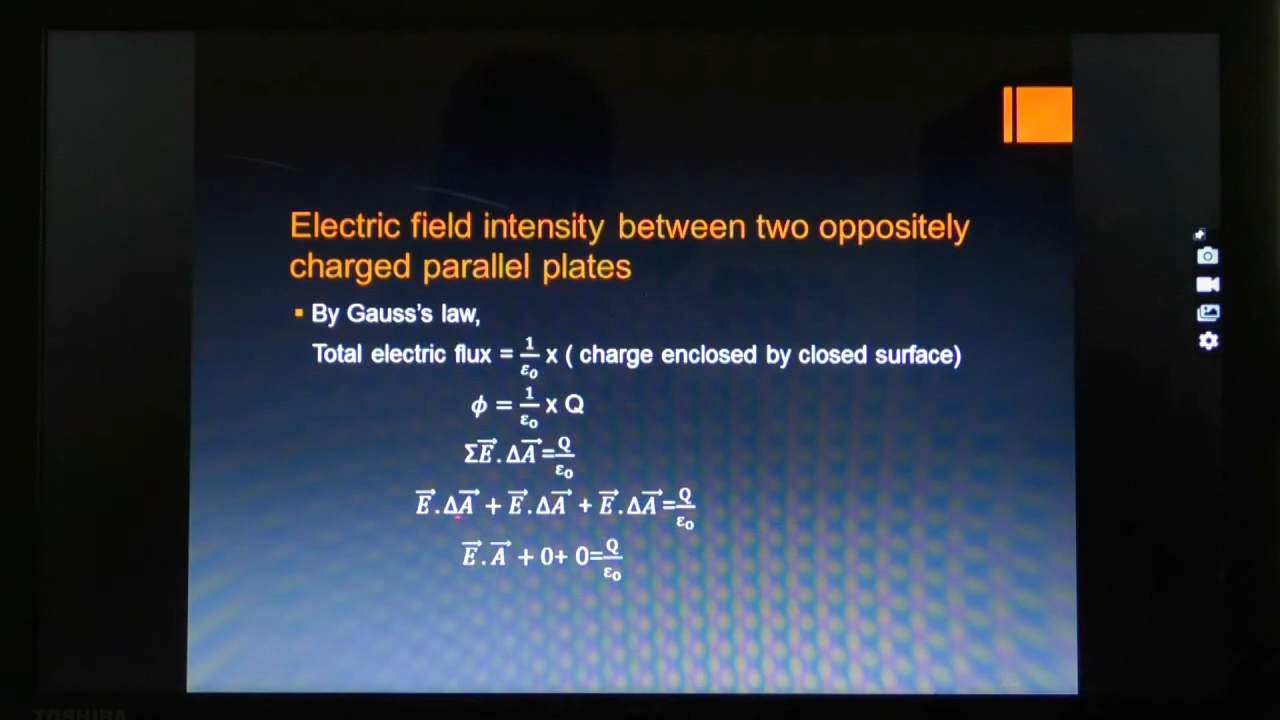 Electric field intensity between two oppositely
charged parallel plates
▪ By Gauss's law,
Total electric flux = 1/ε₀ x ( charge enclosed by closed surface)
ϕ = 1/ε₀ x Q
ΣE⃗.ΔA⃗=Q/ε₀
E⃗.ΔA⃗ + E⃗.ΔA⃗ + E⃗.ΔA⃗=Q/ε₀
E⃗.A⃗ + 0+ 0=Q/ε₀
TOSHIBA